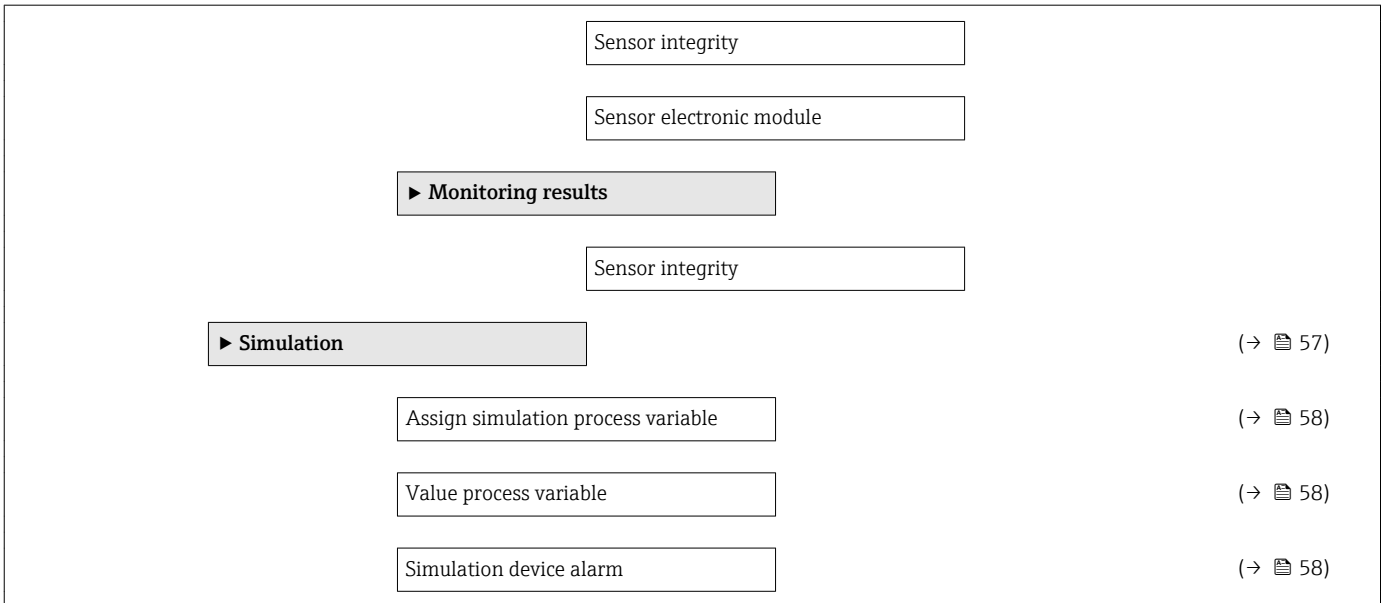 Sensor integrity
Sensor electronic module
▶ Monitoring results
Sensor integrity
▶ Simulation (→ 🖹 57)
Assign simulation process variable (→ 🖹 58)
Value process variable (→ 🖹 58)
Simulation device alarm (→ 🖹 58)